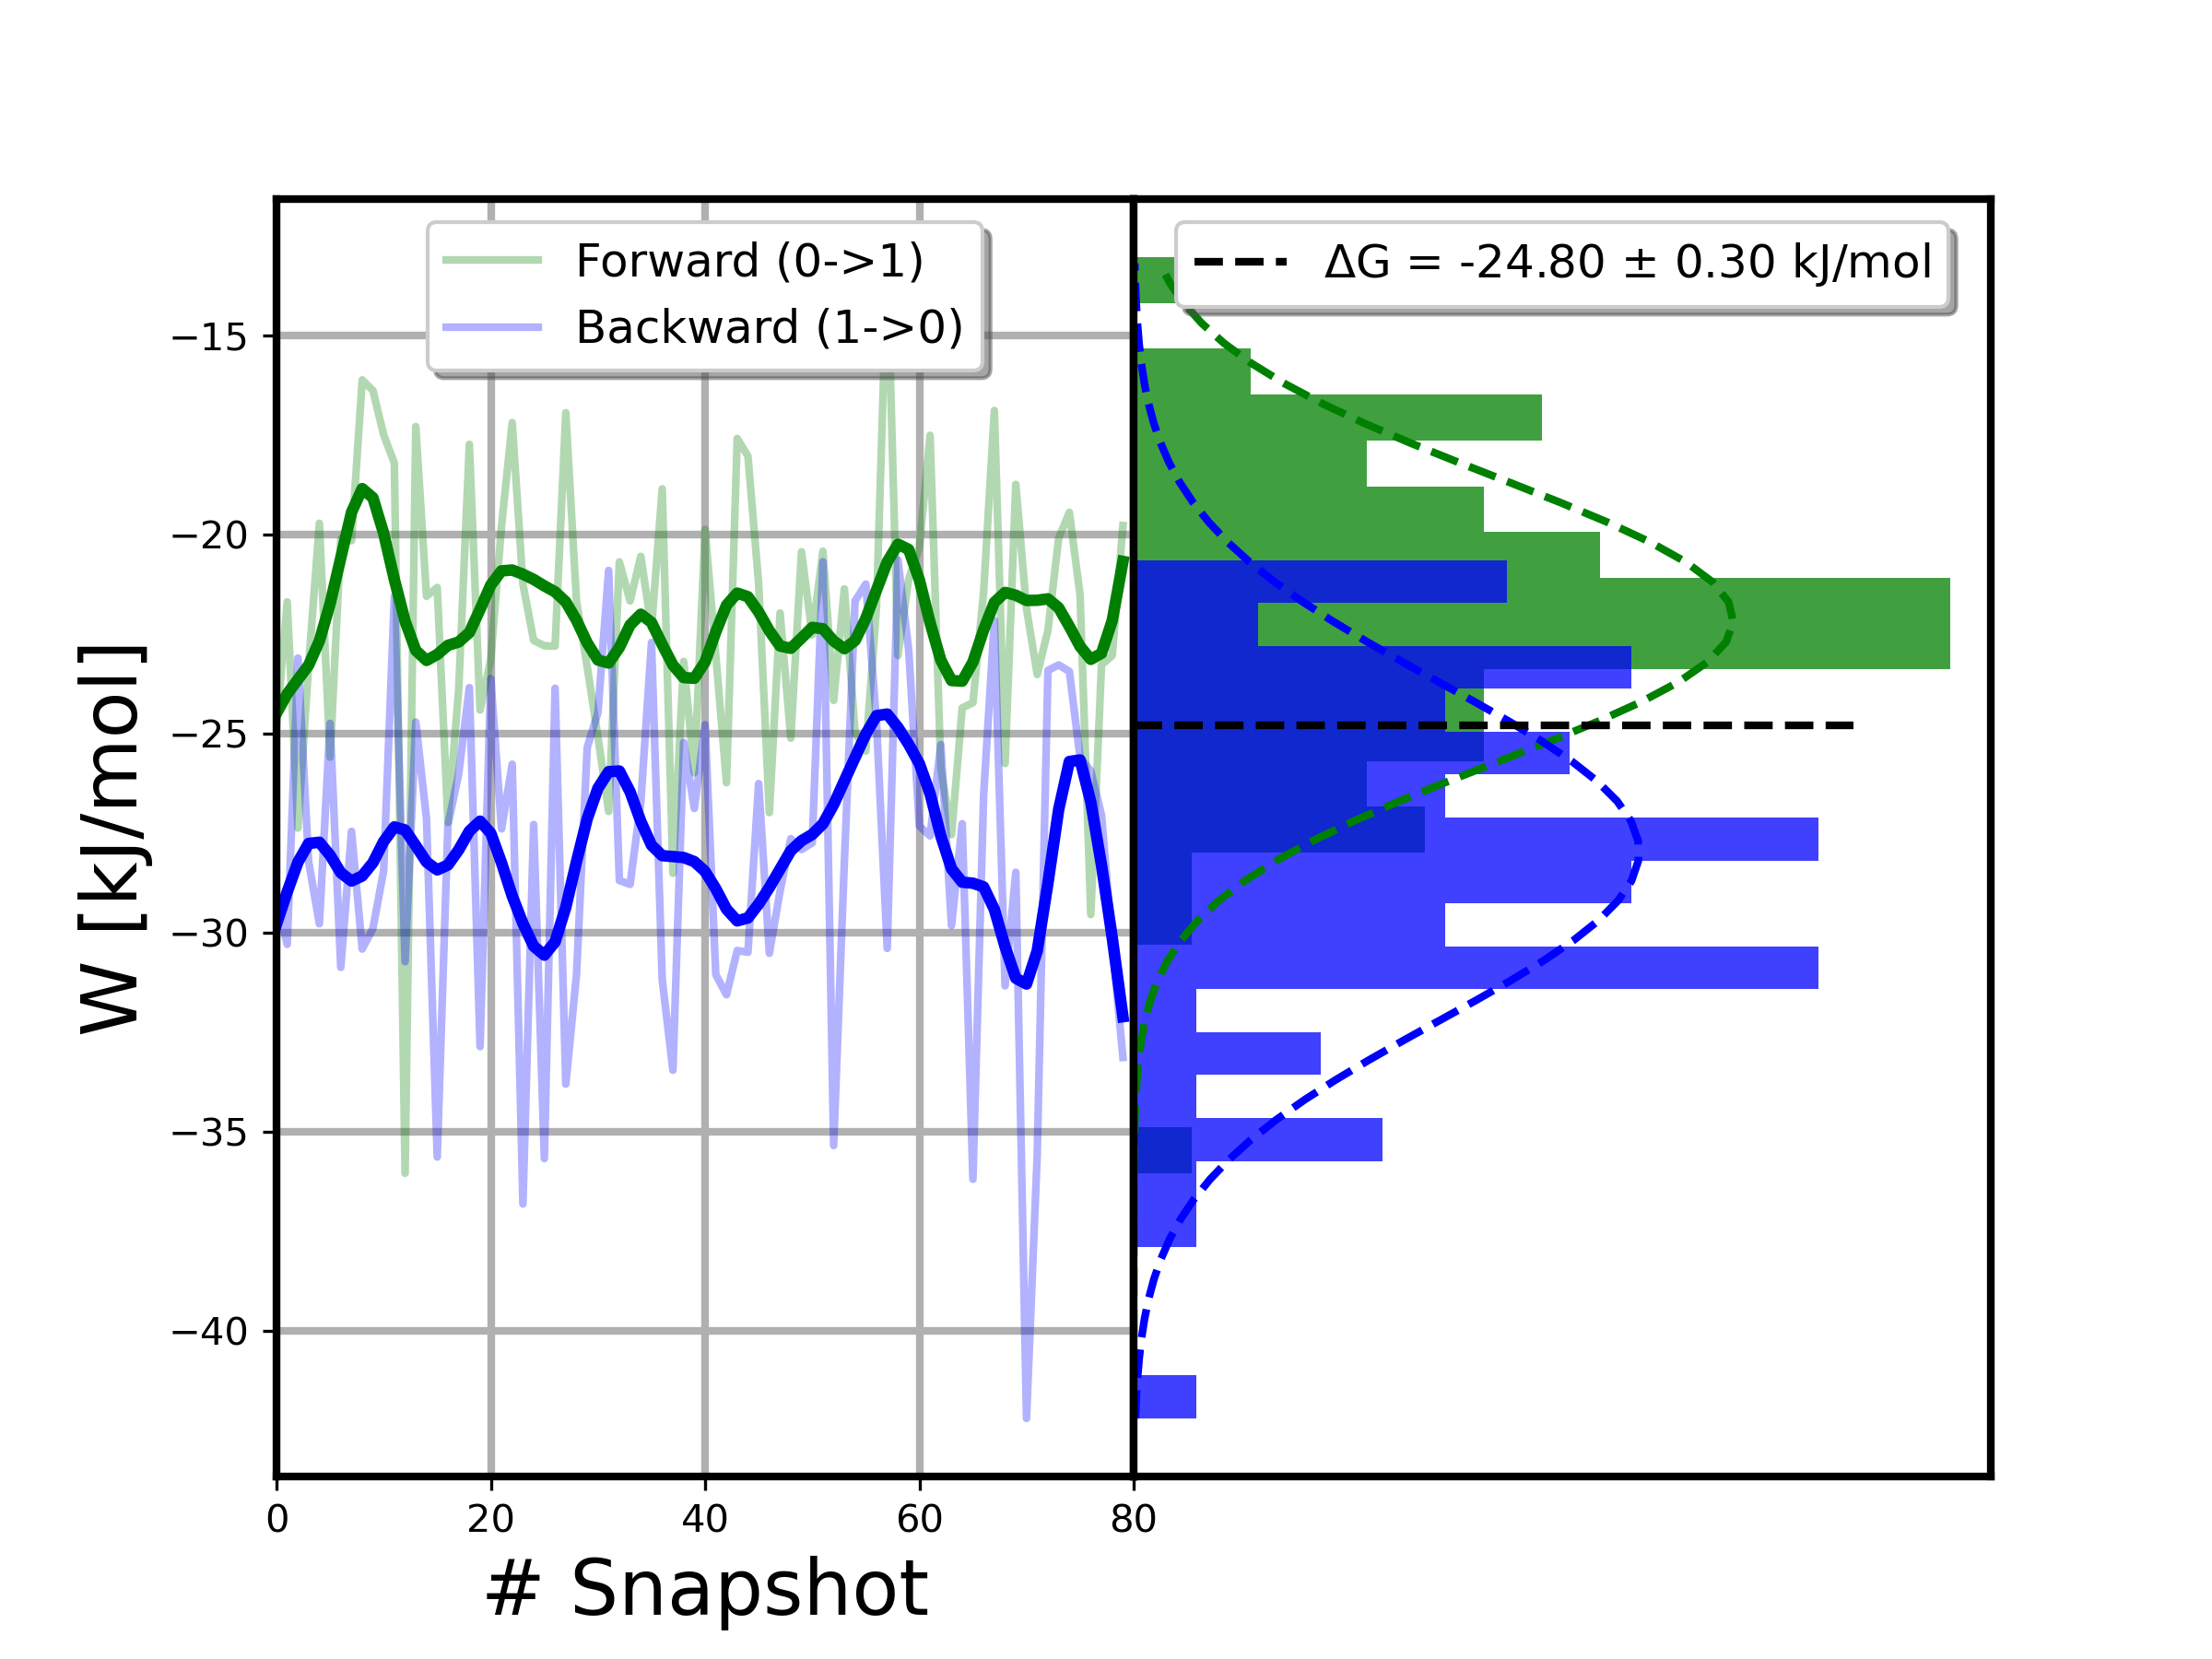 Forward (0->1)
Backward (1->0)
ΔG = -24.80 ± 0.30 kJ/mol
W [kJ/mol]
−15
−20
−25
−30
−35
−40
0 20 40 60 80
# Snapshot